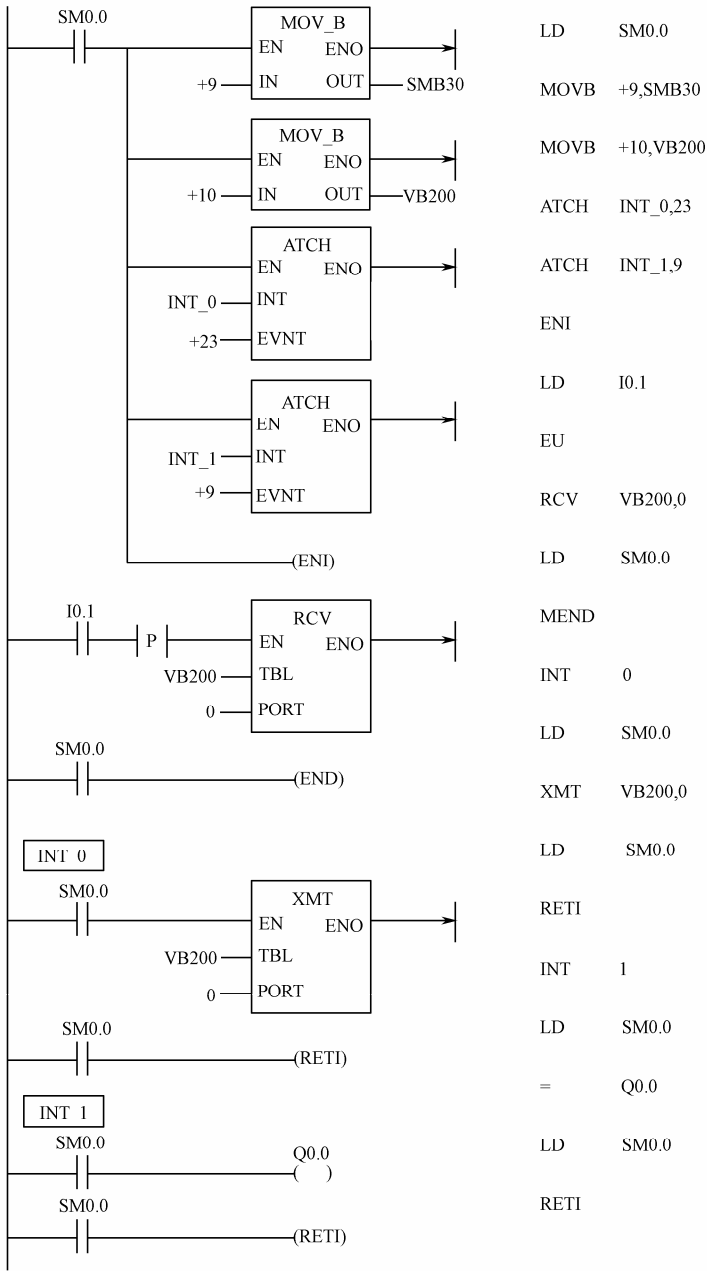 SM0.0
MOV_B
EN ENO
+9 IN OUT SMB30
MOV_B
EN ENO
+10 IN OUT VB200
ATCH
EN ENO
INT_0 INT
+23 EVNT
ATCH
EN ENO
INT_1 INT
+9 EVNT
(ENI)
I0.1
P
RCV
EN ENO
VB200 TBL
0 PORT
SM0.0
(END)
INT 0
SM0.0
XMT
EN ENO
VB200 TBL
0 PORT
SM0.0
(RETI)
INT 1
SM0.0
Q0.0
( )
SM0.0
(RETI)
LD SM0.0
MOVB +9,SMB30
MOVB +10,VB200
ATCH INT_0,23
ATCH INT_1,9
ENI
LD I0.1
EU
RCV VB200,0
LD SM0.0
MEND
INT 0
LD SM0.0
XMT VB200,0
LD SM0.0
RETI
INT 1
LD SM0.0
= Q0.0
LD SM0.0
RETI